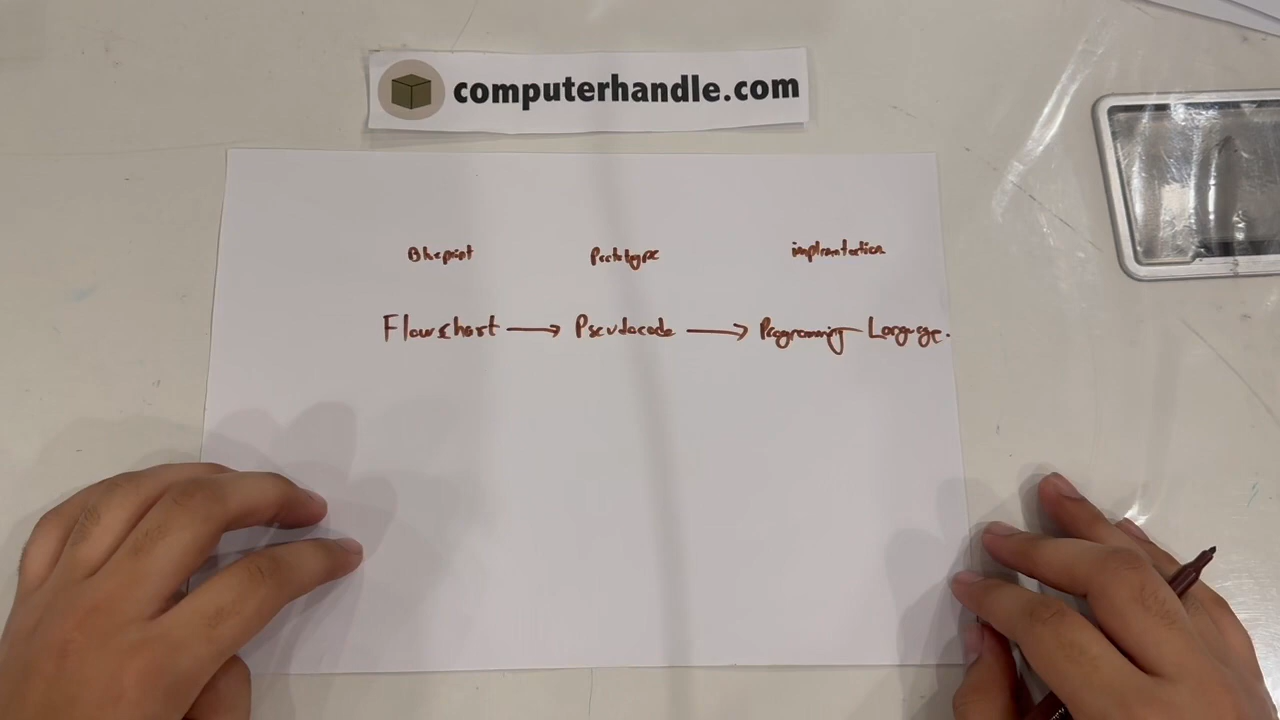 computerhandle.com
Blueprint Prototype implementation
Flowchart → Pseudocode → Programming Language.